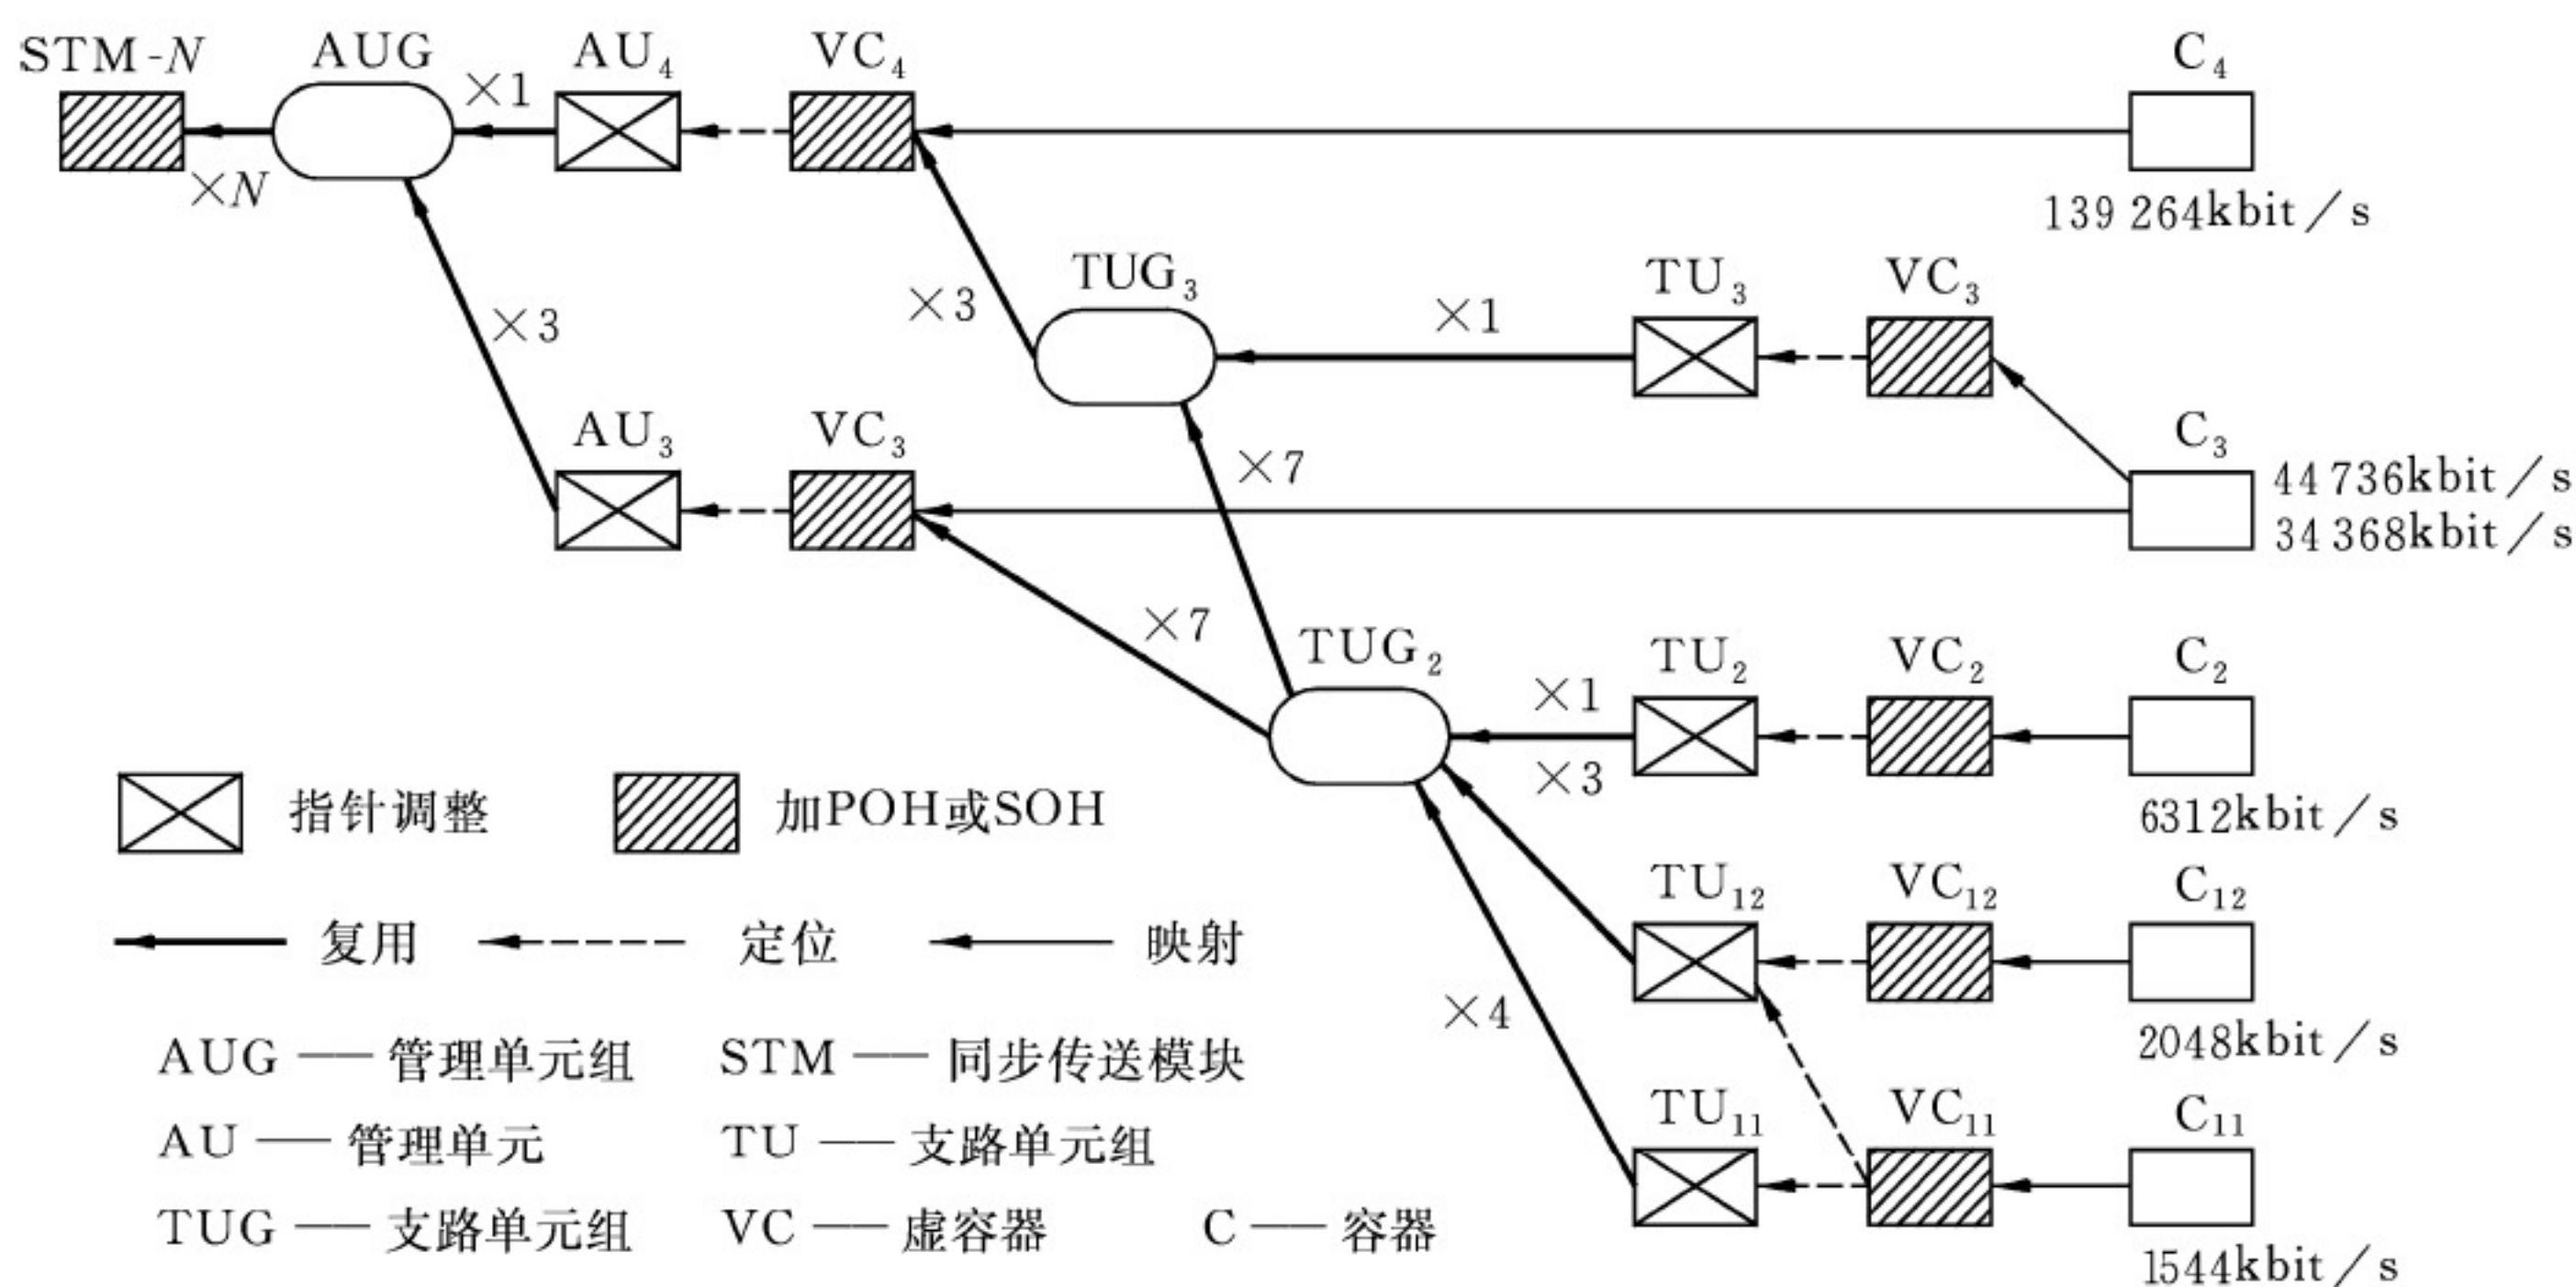 STM-N AUG ×1 AU₄ VC₄ C₄
×N
139 264kbit/s
×3 ×3 TUG₃ ×1 TU₃ VC₃
AU₃ VC₃ ×7 C₃
44 736kbit/s
34 368kbit/s
×7 TUG₂ ×1 TU₂ VC₂ C₂
×3
6312kbit/s
指针调整 加POH或SOH
TU₁₂ VC₁₂ C₁₂
复用 定位 映射
×4
2048kbit/s
AUG — 管理单元组 STM — 同步传送模块
TU₁₁ VC₁₁ C₁₁
AU — 管理单元 TU — 支路单元组
TUG — 支路单元组 VC — 虚容器 C — 容器
1544kbit/s